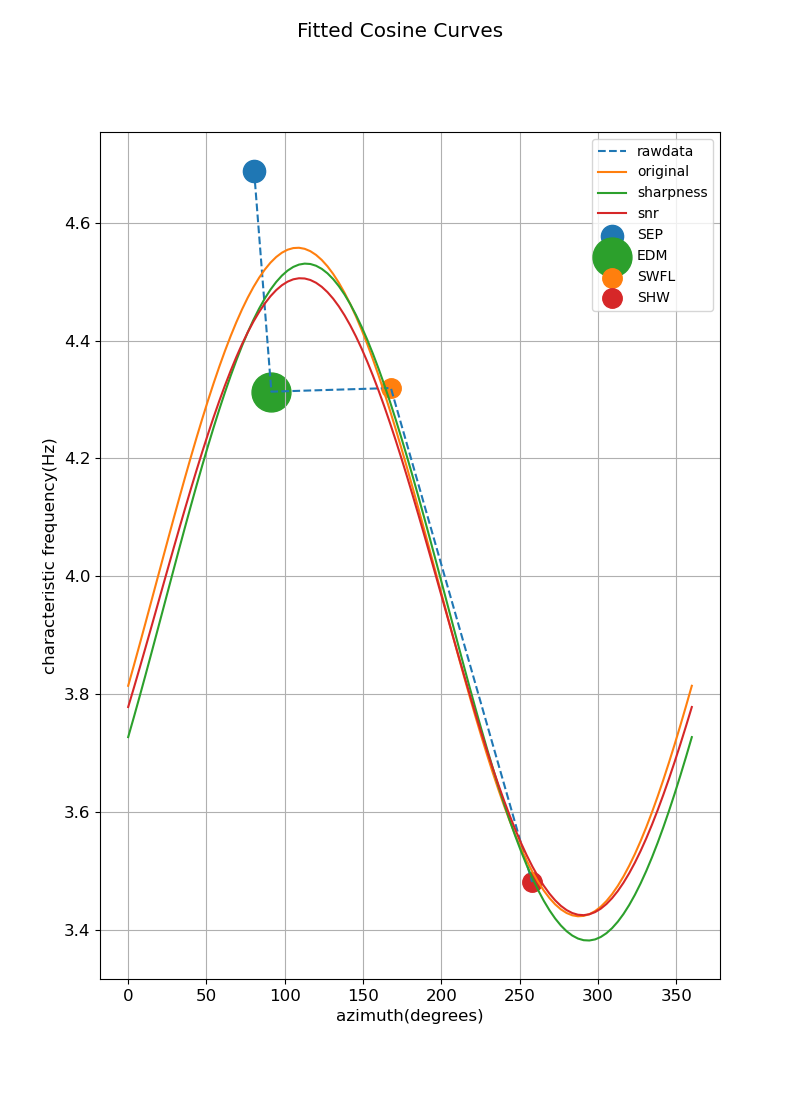 Fitted Cosine Curves
rawdata
original
sharpness
snr
SEP
EDM
SWFL
SHW
characteristic frequency(Hz)
4.6
4.4
4.2
4.0
3.8
3.6
3.4
0 50 100 150 200 250 300 350
azimuth(degrees)